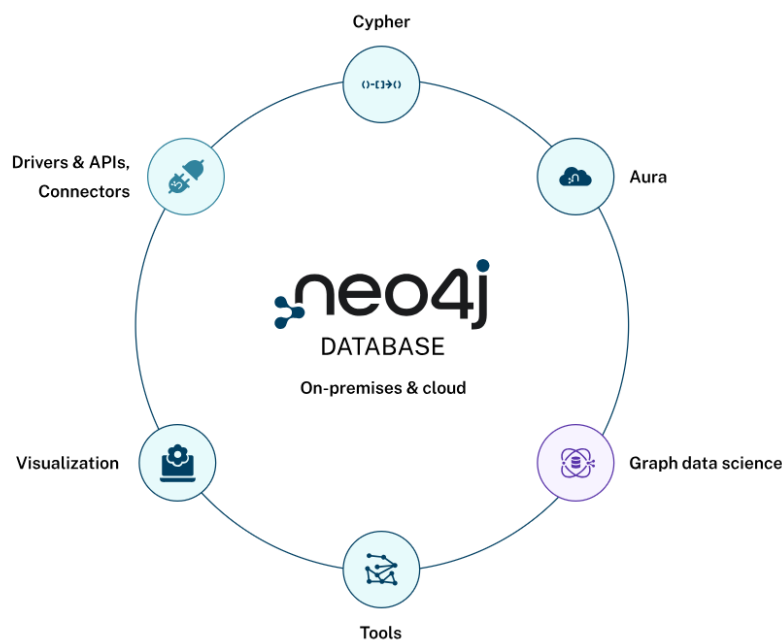 Cypher
()-[]→()
Drivers & APIs,
Connectors
Aura
neo4j
DATABASE
On-premises & cloud
Visualization
Graph data science
Tools